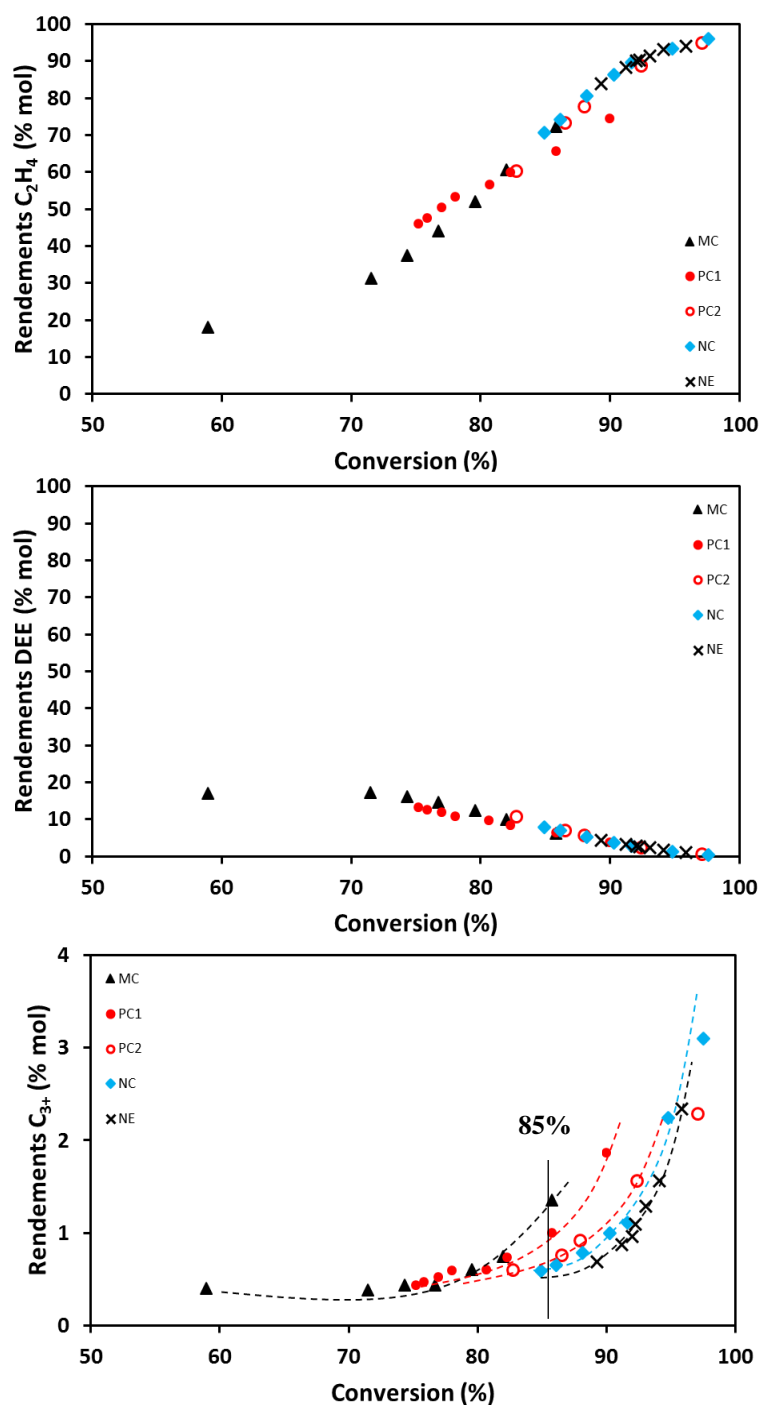 Rendements C₂H₄ (% mol)
100
90
80
70
60
50
40
30
20
10
0
MC
PC1
PC2
NC
NE
50 60 70 80 90 100
Conversion (%)
Rendements DEE (% mol)
100
90
80
70
60
50
40
30
20
10
0
MC
PC1
PC2
NC
NE
50 60 70 80 90 100
Conversion (%)
Rendements C₃₊ (% mol)
4
3
2
1
0
MC
PC1
PC2
NC
NE
85%
50 60 70 80 90 100
Conversion (%)